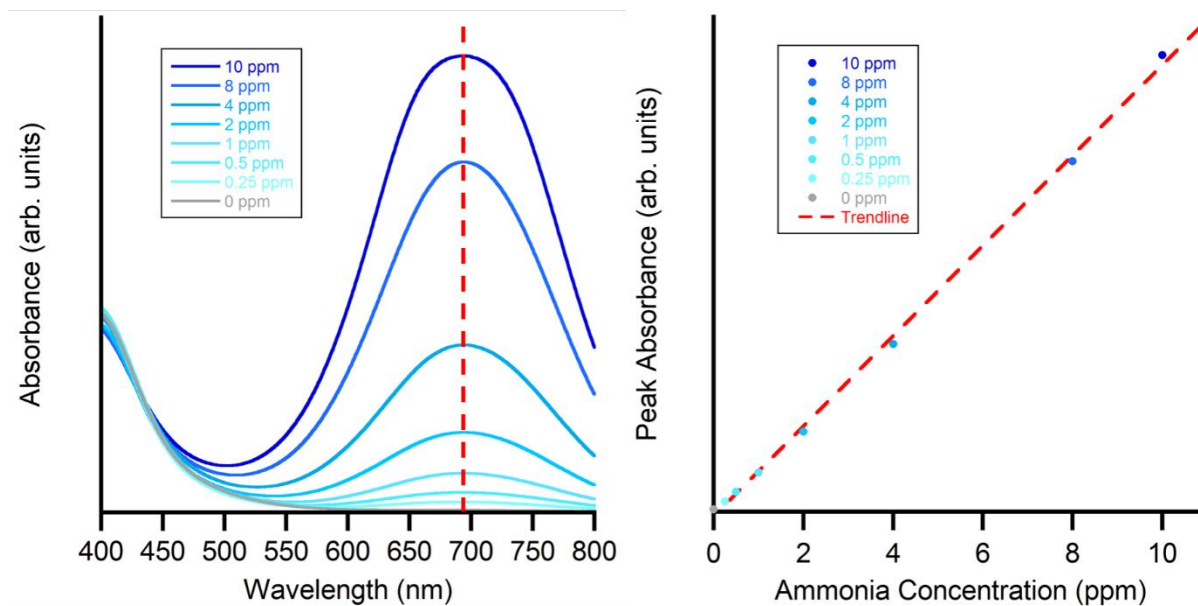 10 ppm
8 ppm
4 ppm
2 ppm
1 ppm
0.5 ppm
0.25 ppm
0 ppm
Absorbance (arb. units)
400 450 500 550 600 650 700 750 800
Wavelength (nm)
10 ppm
8 ppm
4 ppm
2 ppm
1 ppm
0.5 ppm
0.25 ppm
0 ppm
Trendline
Peak Absorbance (arb. units)
0 2 4 6 8 10
Ammonia Concentration (ppm)